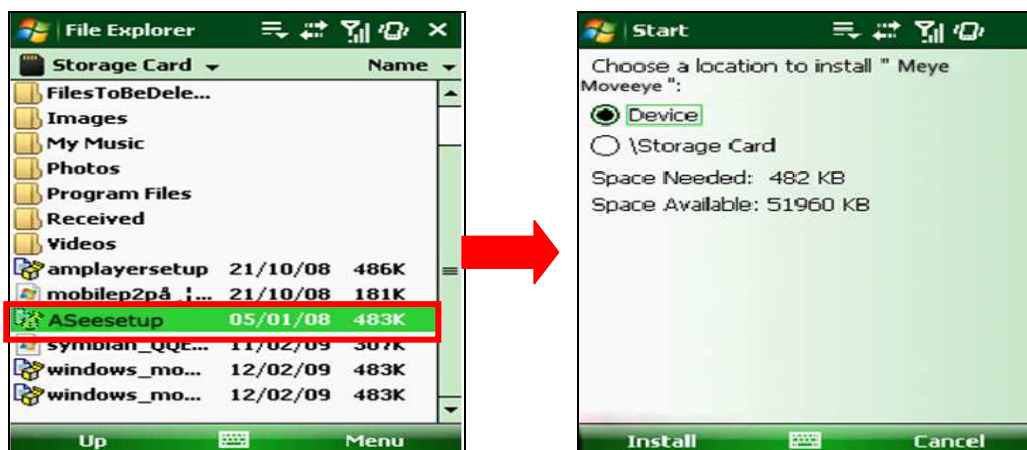 File Explorer
Storage Card Name
FilesToBeDele...
Images
My Music
Photos
Program Files
Received
Videos
amplayersetup 21/10/08 486K
mobilep2På ,¦... 21/10/08 181K
ASeesetup 05/01/08 483K
symbian_QQE... 11/02/09 307K
windows_mo... 12/02/09 483K
windows_mo... 12/02/09 483K
Up Menu
Start
Choose a location to install " Meye
Moveeye ":
Device
\Storage Card
Space Needed: 482 KB
Space Available: 51960 KB
Install Cancel